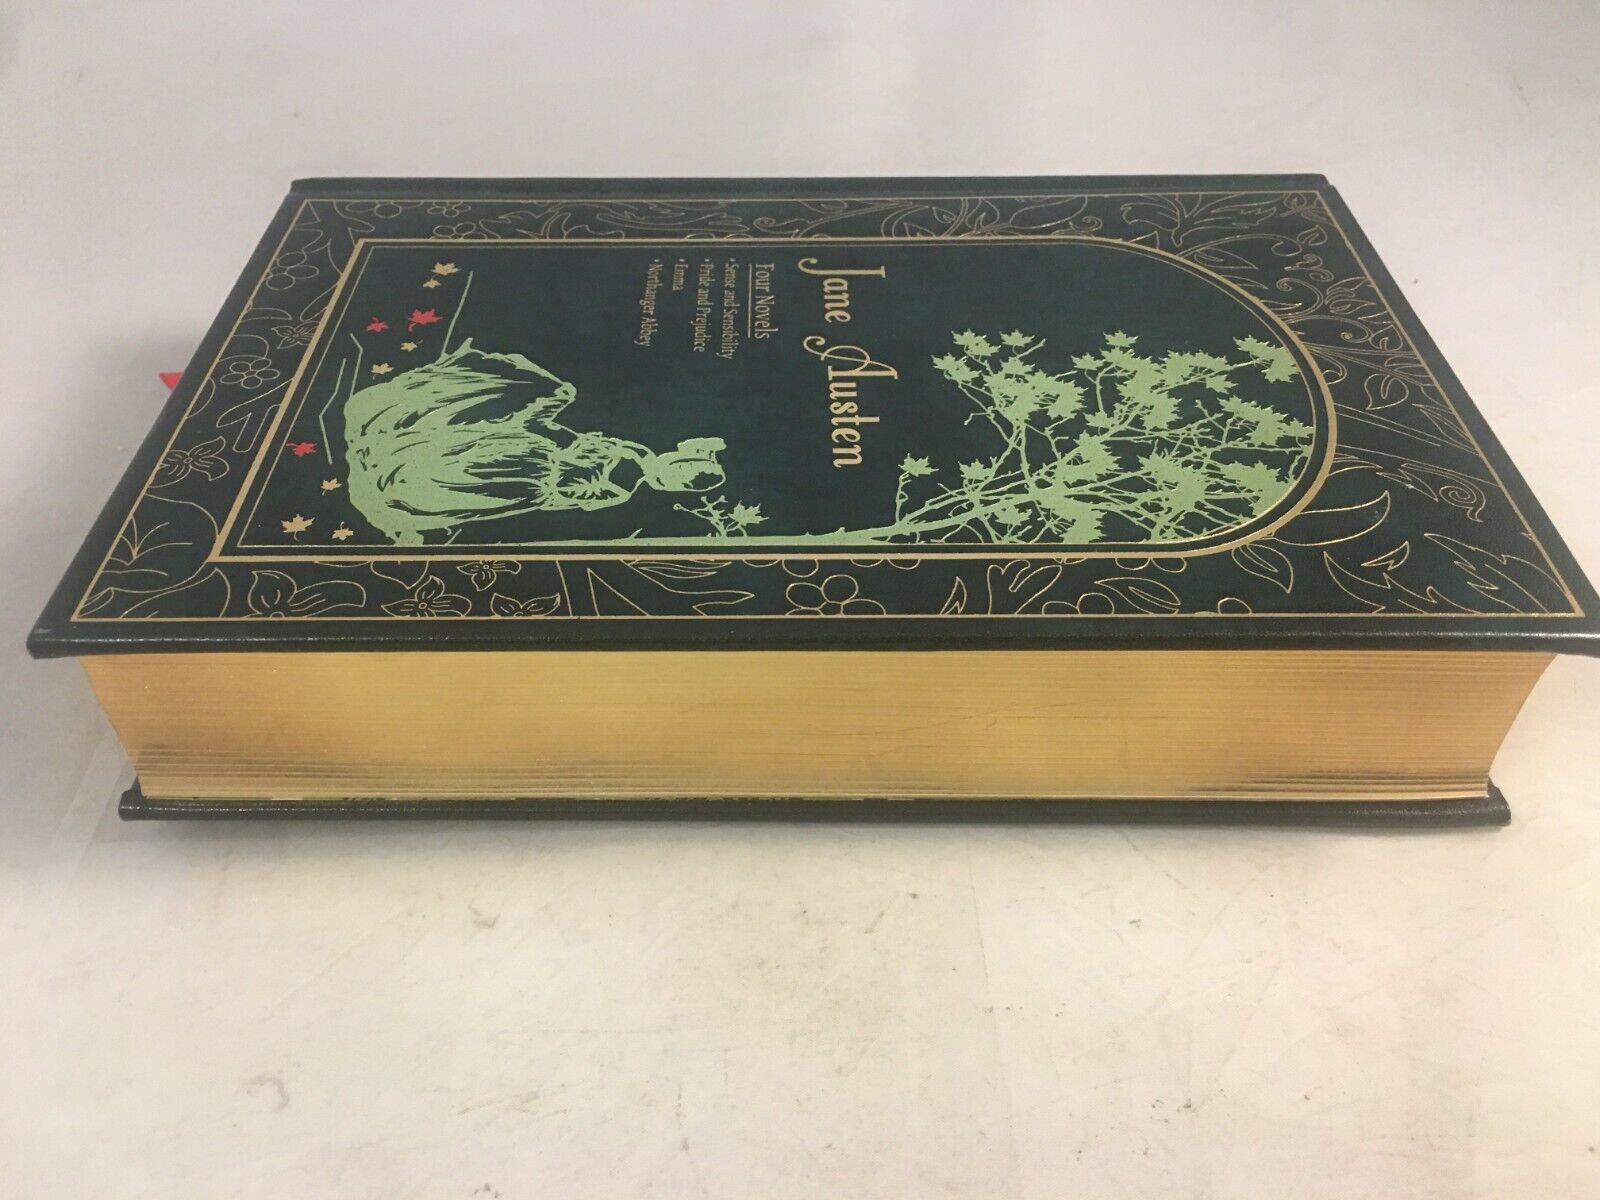 Jane Austen
Four Novels
• Sense and Sensibility
• Pride and Prejudice
• Emma
• Northanger Abbey